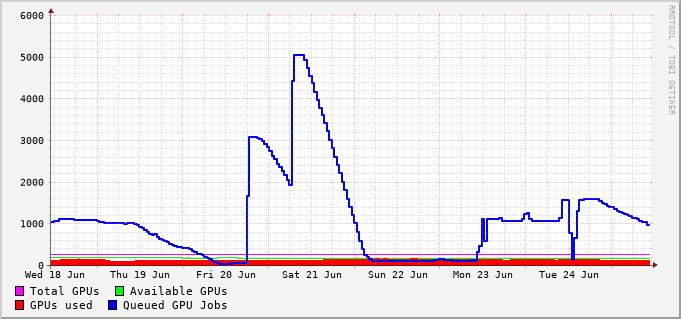 6000
5000
4000
3000
2000
1000
0
Wed 18 Jun Thu 19 Jun Fri 20 Jun Sat 21 Jun Sun 22 Jun Mon 23 Jun Tue 24 Jun
Total GPUs Available GPUs
GPUs used Queued GPU Jobs
RRDTOOL / TOBI OETIKER